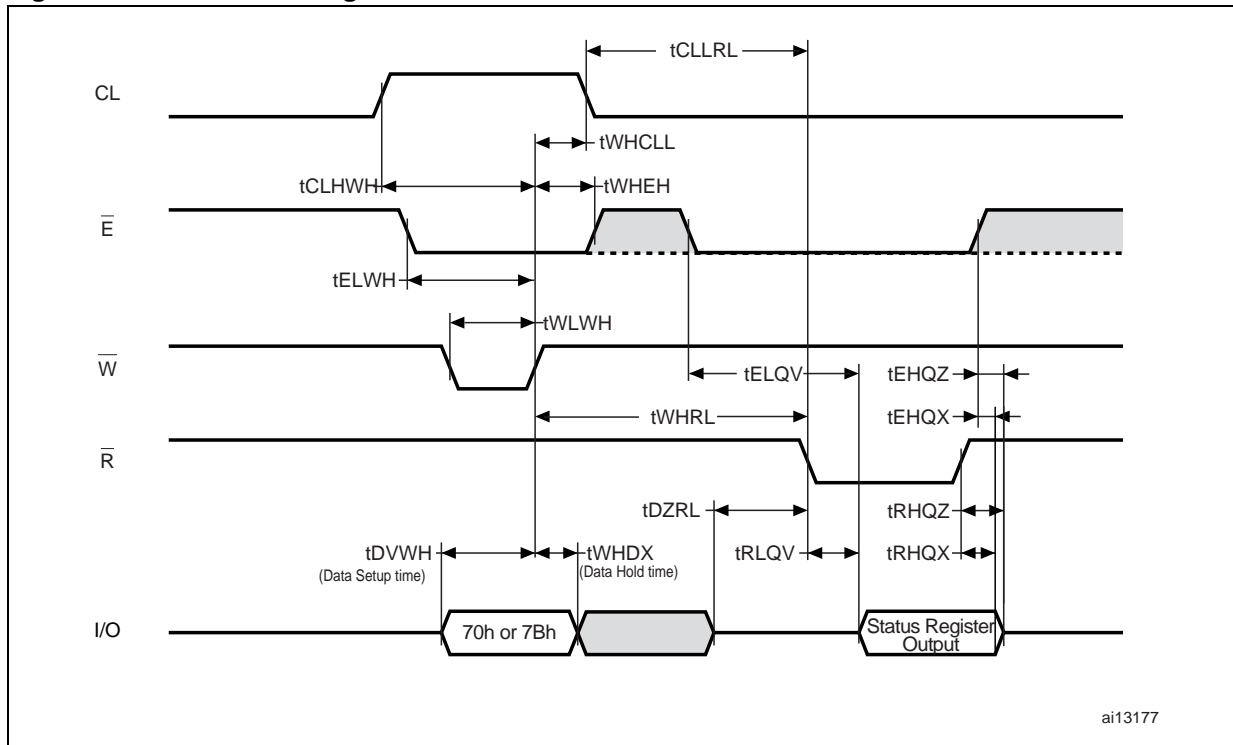 tCLLRL
CL
tWHCLL
tCLHWH
tWHEH
E
tELWH
tWLWH
W
tELQV
tEHQZ
tWHRL
tEHQX
R
tDZRL
tRHQZ
tDVWH
tWHDX
tRLQV
tRHQX
(Data Setup time)
(Data Hold time)
I/O
70h or 7Bh
Status Register
Output
ai13177